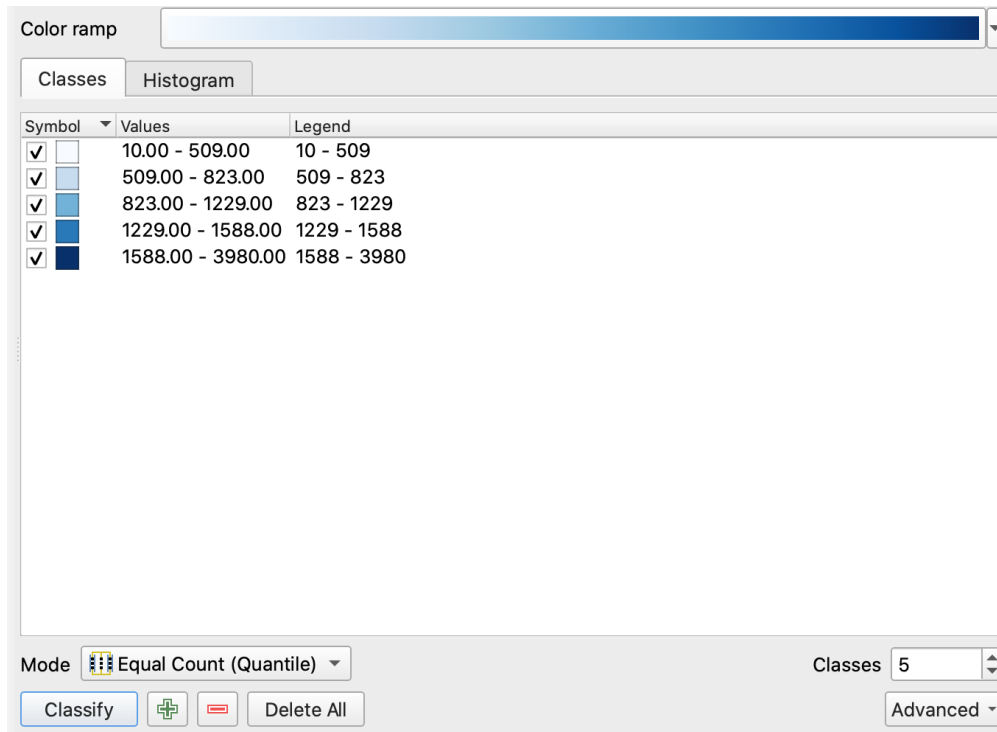 Color ramp
Classes Histogram
Symbol Values Legend
10.00 - 509.00 10 - 509
509.00 - 823.00 509 - 823
823.00 - 1229.00 823 - 1229
1229.00 - 1588.00 1229 - 1588
1588.00 - 3980.00 1588 - 3980
Mode Equal Count (Quantile) Classes 5
Classify Delete All Advanced